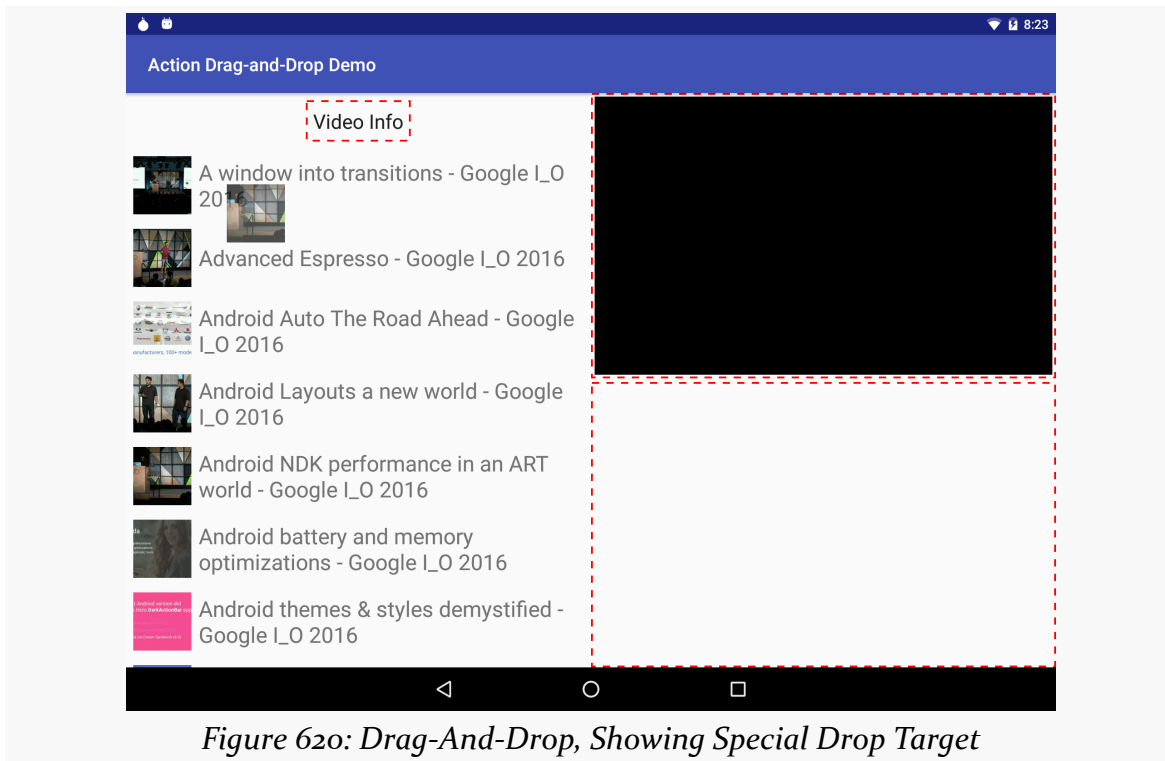 8:23
Action Drag-and-Drop Demo
Video Info
A window into transitions - Google I_O
2016
Advanced Espresso - Google I_O 2016
Android Auto The Road Ahead - Google
I_O 2016
Android Layouts a new world - Google
I_O 2016
Android NDK performance in an ART
world - Google I_O 2016
Android battery and memory
optimizations - Google I_O 2016
Android themes & styles demystified -
Google I_O 2016
Figure 620: Drag-And-Drop, Showing Special Drop Target